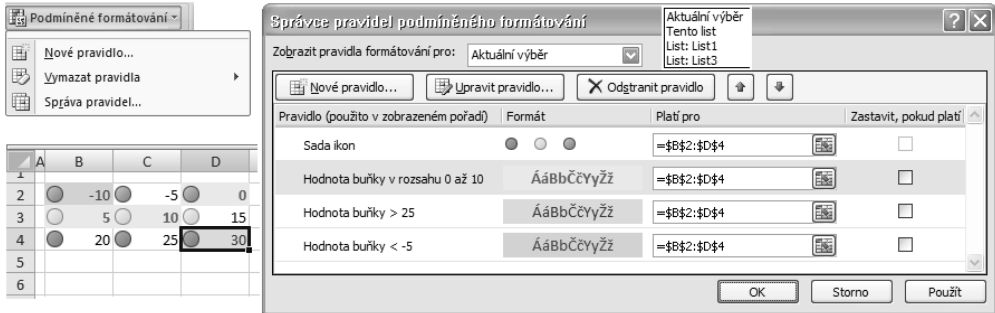 Podmíněné formátování
Nové pravidlo...
Vymazat pravidla
Správa pravidel...
A B C D
1
2 -10 -5 0
3 5 10 15
4 20 25 30
5
6
Správce pravidel podmíněného formátování
Aktuální výběr
Tento list
List: List1
List: List3
Zobrazit pravidla formátování pro: Aktuální výběr
Nové pravidlo... Upravit pravidlo... Odstranit pravidlo
Pravidlo (použito v zobrazeném pořadí) Formát Platí pro Zastavit, pokud platí
Sada ikon =$B$2:$D$4
Hodnota buňky v rozsahu 0 až 10 ÁáBbČčYyŽž =$B$2:$D$4
Hodnota buňky > 25 ÁáBbČčYyŽž =$B$2:$D$4
Hodnota buňky < -5 ÁáBbČčYyŽž =$B$2:$D$4
OK Storno Použít